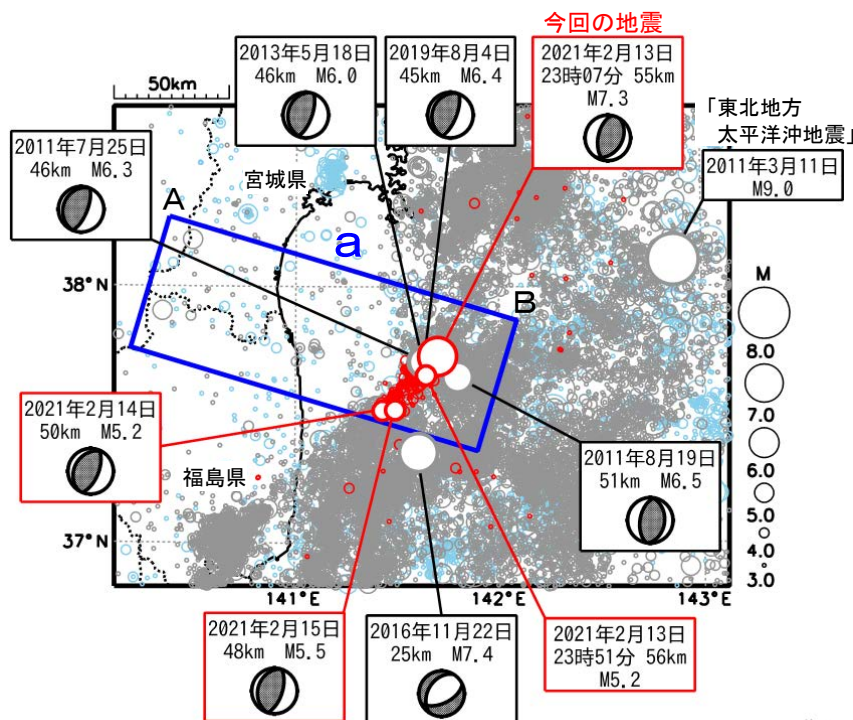 今回の地震
2013年5月18日
46km M6.0
2019年8月4日
45km M6.4
2021年2月13日
23時07分 55km
M7.3
50km
「東北地方
太平洋沖地震」
2011年3月11日
M9.0
2011年7月25日
46km M6.3
宮城県
A
a
B
38°N
M
8.0
7.0
6.0
5.0
4.0
3.0
2021年2月14日
50km M5.2
福島県
2011年8月19日
51km M6.5
37°N
141°E
142°E
143°E
2021年2月15日
48km M5.5
2016年11月22日
25km M7.4
2021年2月13日
23時51分 56km
M5.2